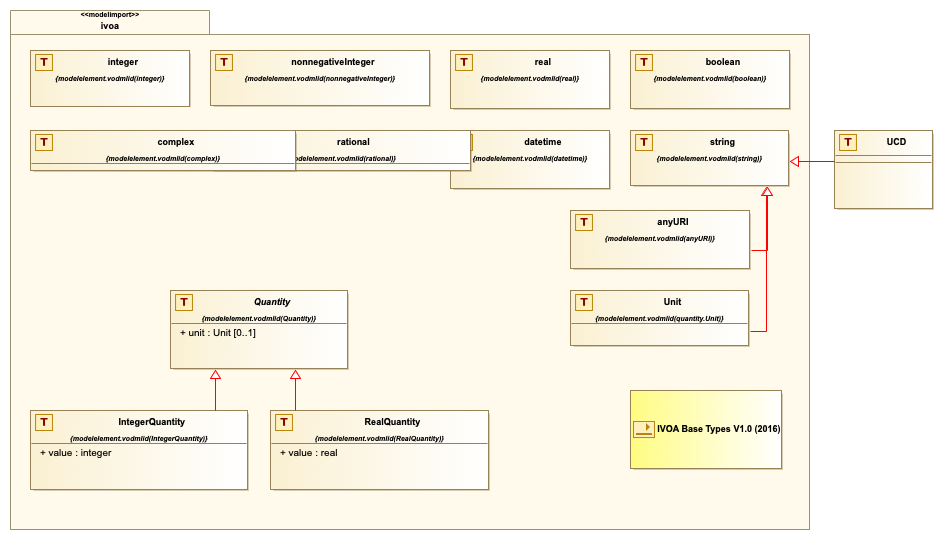 <<modelimport>>
ivoa
T
integer
{modelelement.vodmlid(integer)}
T
nonnegativeInteger
{modelelement.vodmlid(nonnegativeInteger)}
T
real
{modelelement.vodmlid(real)}
T
boolean
{modelelement.vodmlid(boolean)}
T
complex
{modelelement.vodmlid(complex)}
rational
{modelelement.vodmlid(rational)}
datetime
{modelelement.vodmlid(datetime)}
T
string
{modelelement.vodmlid(string)}
T
UCD
T
anyURI
{modelelement.vodmlid(anyURI)}
T
Quantity
{modelelement.vodmlid(Quantity)}
+ unit : Unit [0..1]
T
Unit
{modelelement.vodmlid(quantity.Unit)}
T
IntegerQuantity
{modelelement.vodmlid(IntegerQuantity)}
+ value : integer
T
RealQuantity
{modelelement.vodmlid(RealQuantity)}
+ value : real
IVOA Base Types V1.0 (2016)